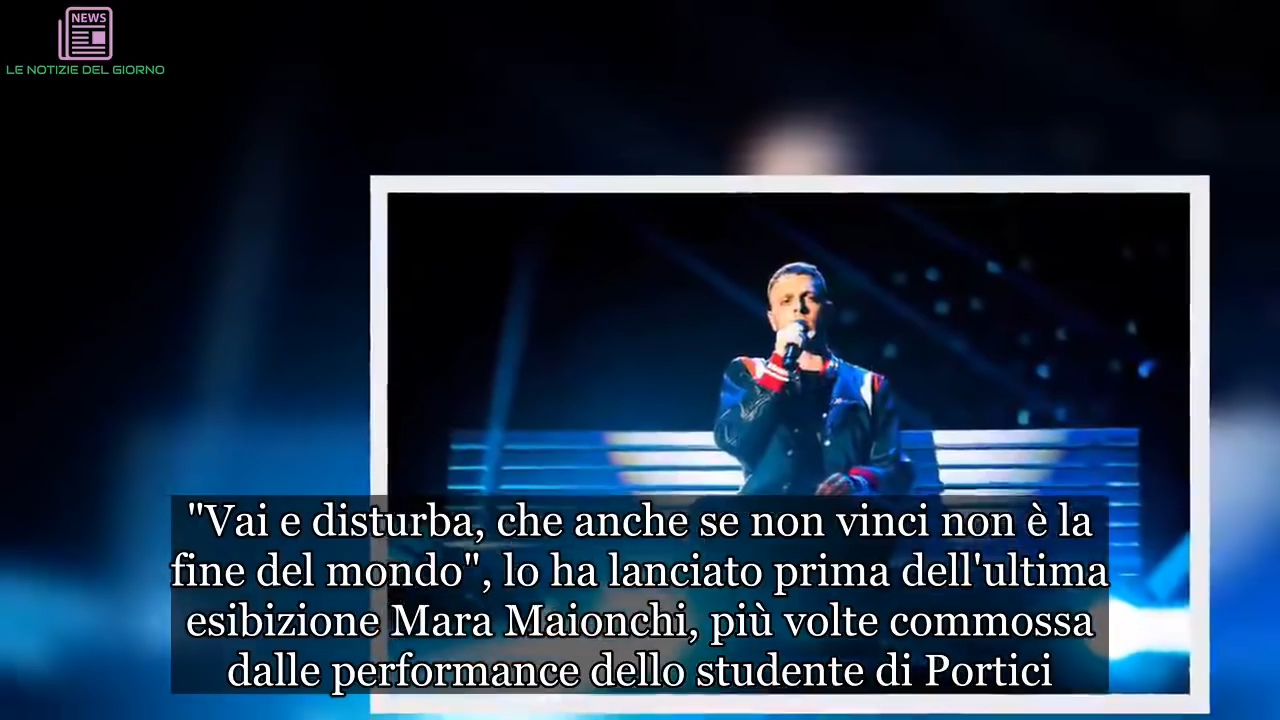 NEWS
LE NOTIZIE DEL GIORNO
"Vai e disturba, che anche se non vinci non è la
fine del mondo", lo ha lanciato prima dell'ultima
esibizione Mara Maionchi, più volte commossa
dalle performance dello studente di Portici